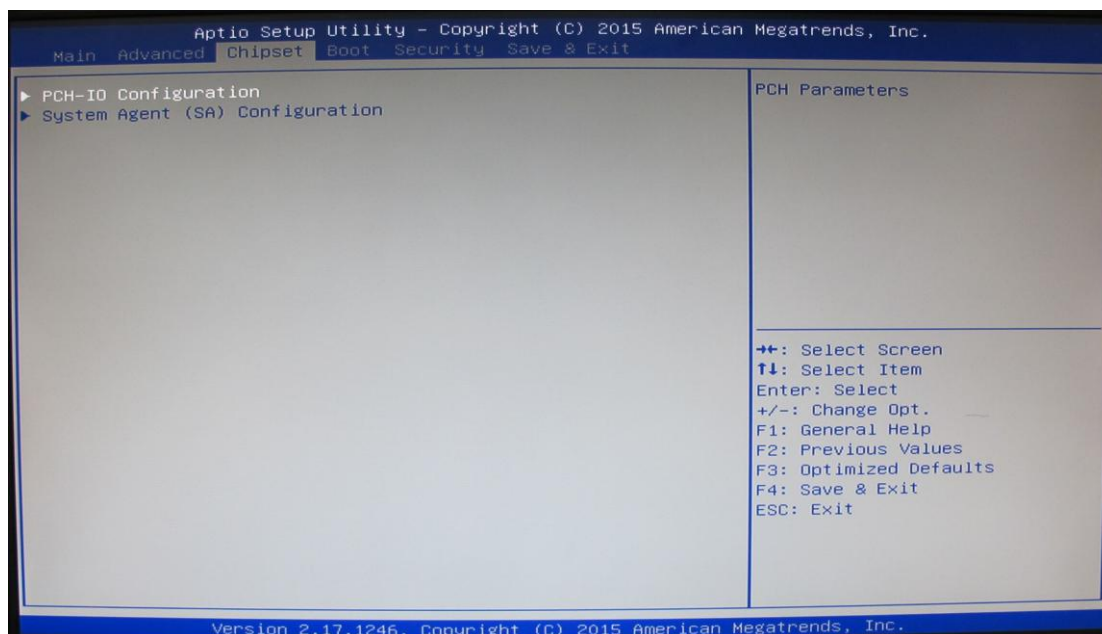 Aptio Setup Utility – Copyright (C) 2015 American Megatrends, Inc.
Main Advanced Chipset Boot Security Save & Exit
▶ PCH-IO Configuration
▶ System Agent (SA) Configuration
PCH Parameters
→←: Select Screen
↑↓: Select Item
Enter: Select
+/-: Change Opt.
F1: General Help
F2: Previous Values
F3: Optimized Defaults
F4: Save & Exit
ESC: Exit
Version 2.17.1246. Copyright (C) 2015 American Megatrends, Inc.